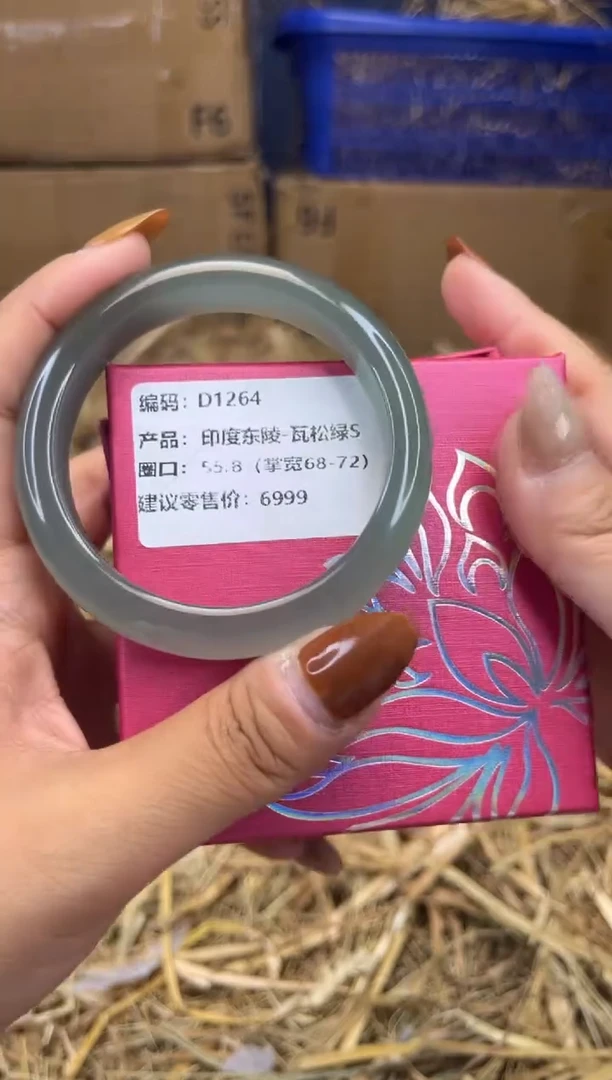 编码：D1264
产品：印度东陵-瓦松绿S
圈口：55.8（掌宽68-72）
建议零售价：6999
F6